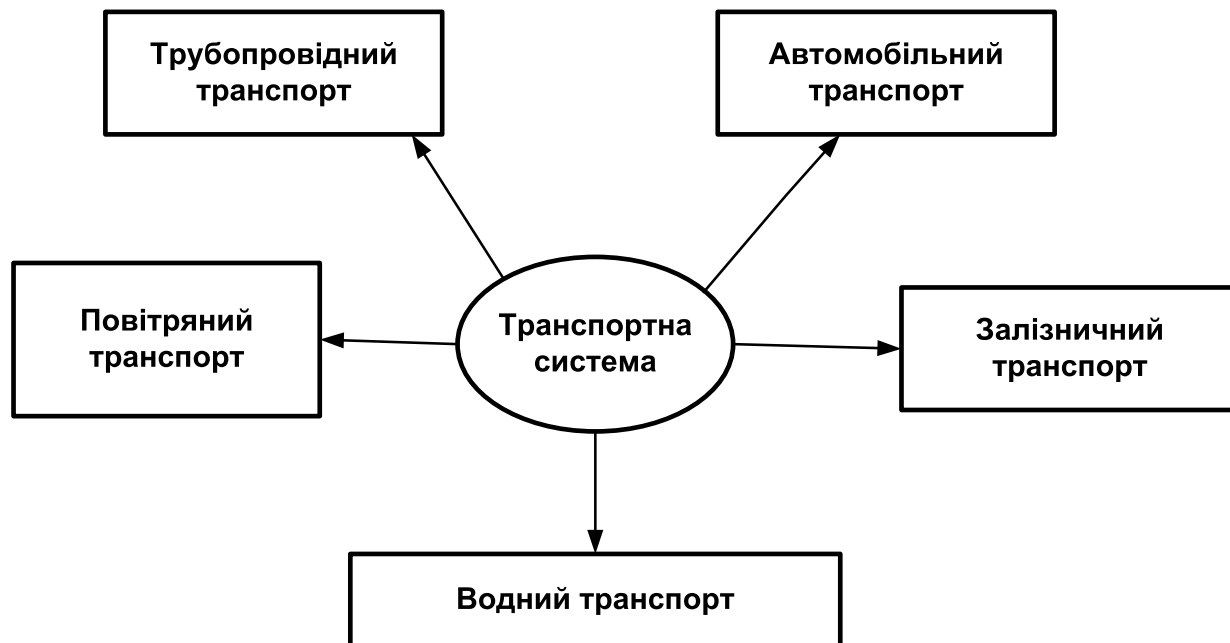 Трубопровідний
транспорт
Автомобільний
транспорт
Повітряний
транспорт
Транспортна
система
Залізничний
транспорт
Водний транспорт